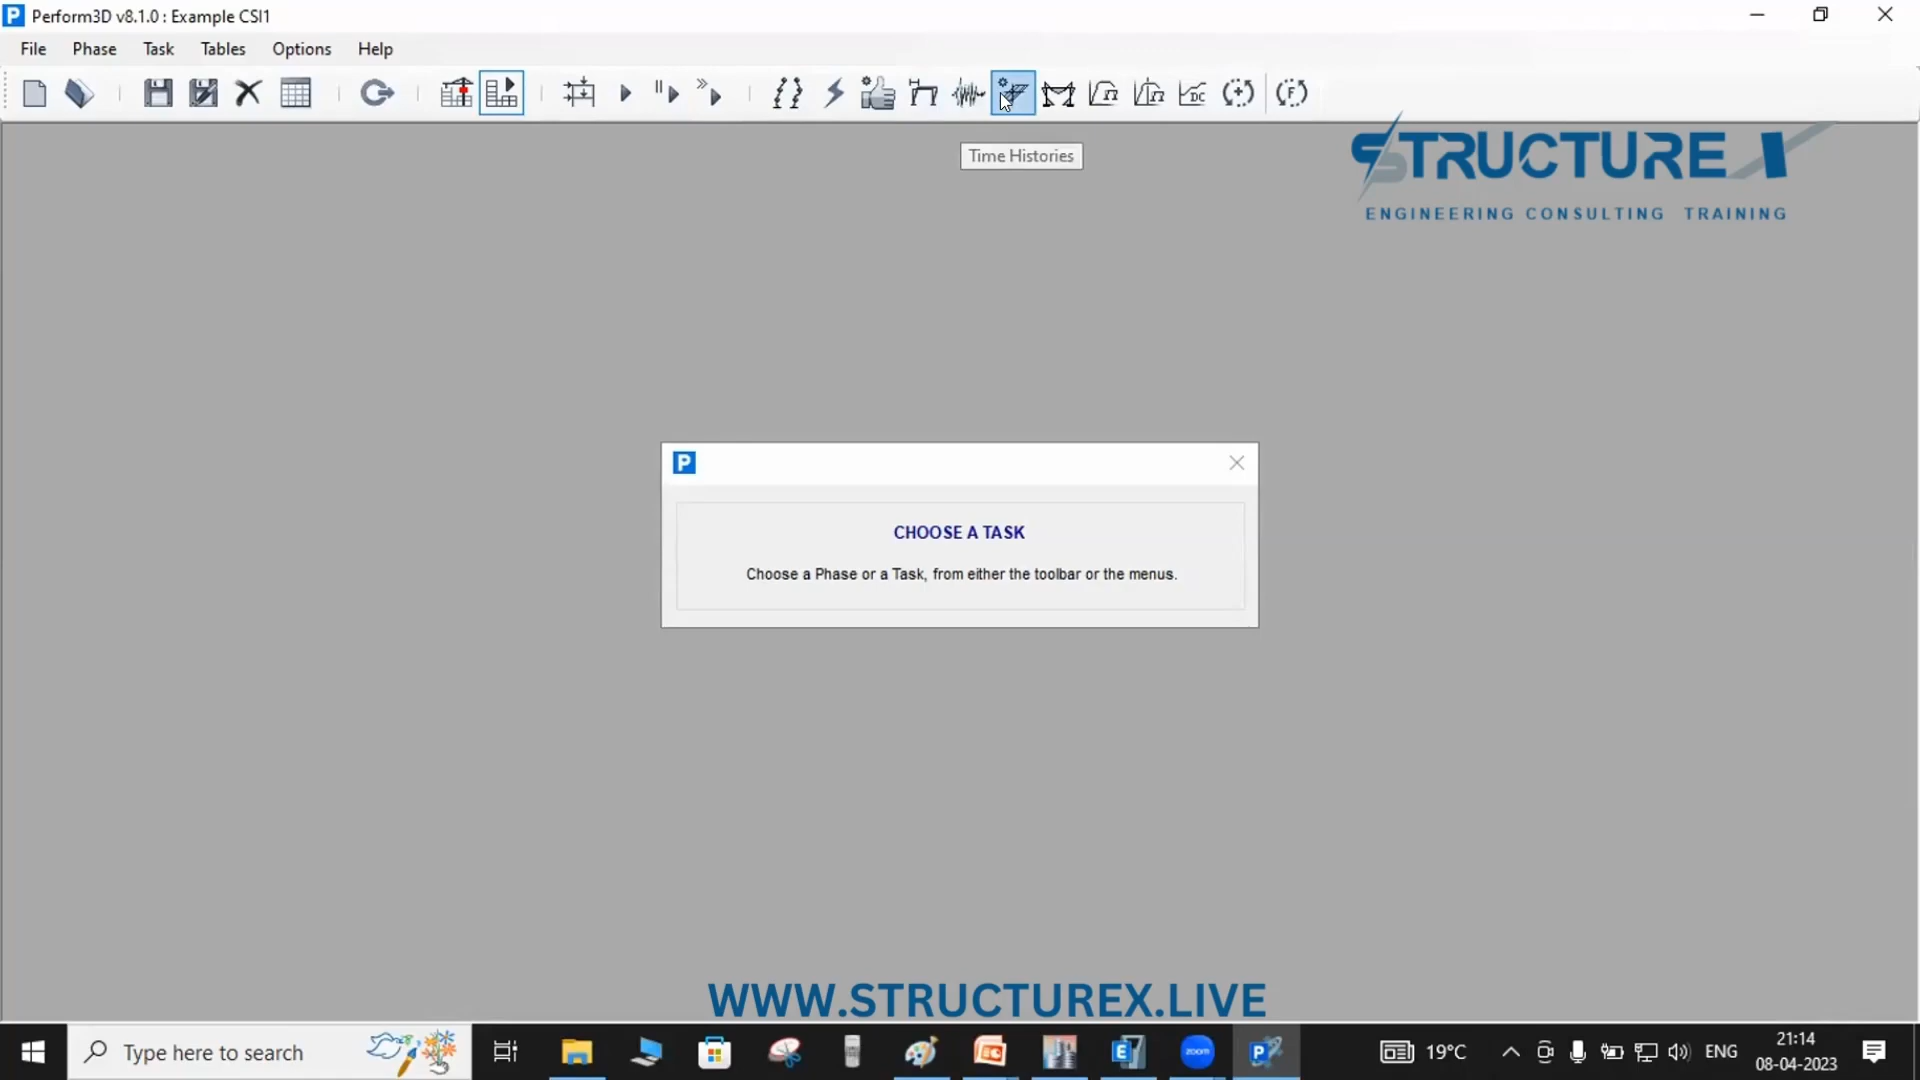 Perform3D v8.1.0 : Example CSI1
File Phase Task Tables Options Help
Time Histories
STRUCTURE X
ENGINEERING CONSULTING TRAINING
CHOOSE A TASK
Choose a Phase or a Task, from either the toolbar or the menus.
WWW.STRUCTUREX.LIVE
Type here to search
zoom
19°C
ENG
21:14
08-04-2023